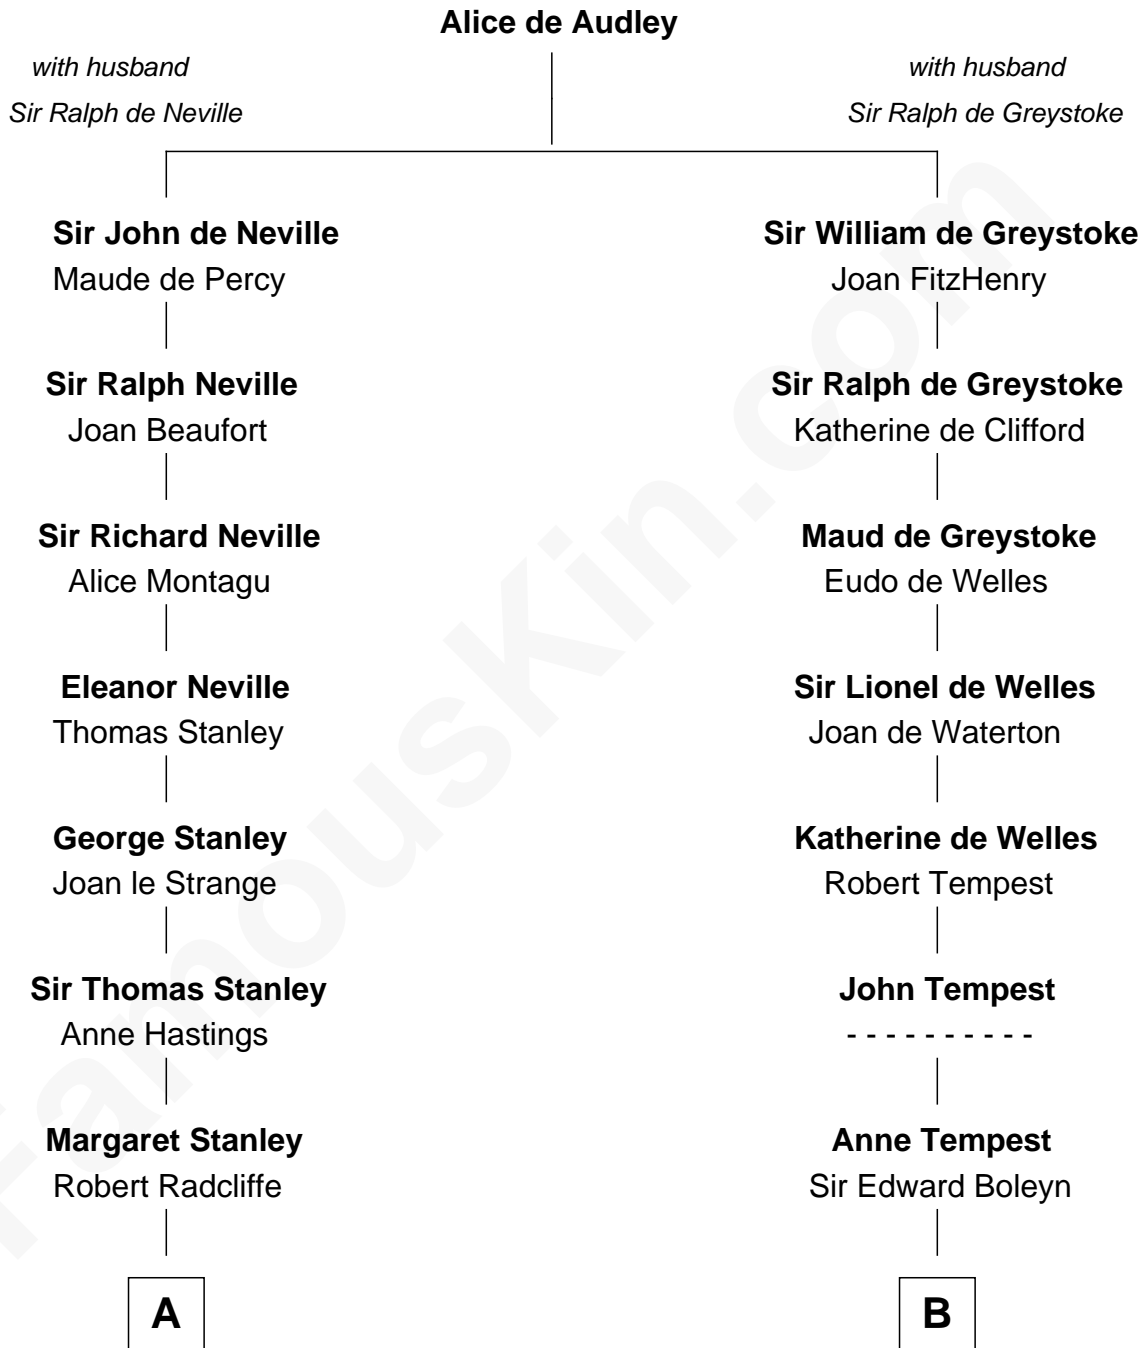 Alice de Audley
with husband
Sir Ralph de Neville
with husband
Sir Ralph de Greystoke
Sir John de Neville
Maude de Percy
Sir William de Greystoke
Joan FitzHenry
Sir Ralph Neville
Joan Beaufort
Sir Ralph de Greystoke
Katherine de Clifford
Sir Richard Neville
Alice Montagu
Maud de Greystoke
Eudo de Welles
Eleanor Neville
Thomas Stanley
Sir Lionel de Welles
Joan de Waterton
George Stanley
Joan le Strange
Katherine de Welles
Robert Tempest
Sir Thomas Stanley
Anne Hastings
John Tempest
- - - - - - - - - -
Margaret Stanley
Robert Radcliffe
Anne Tempest
Sir Edward Boleyn
A
B
FamousKin.com